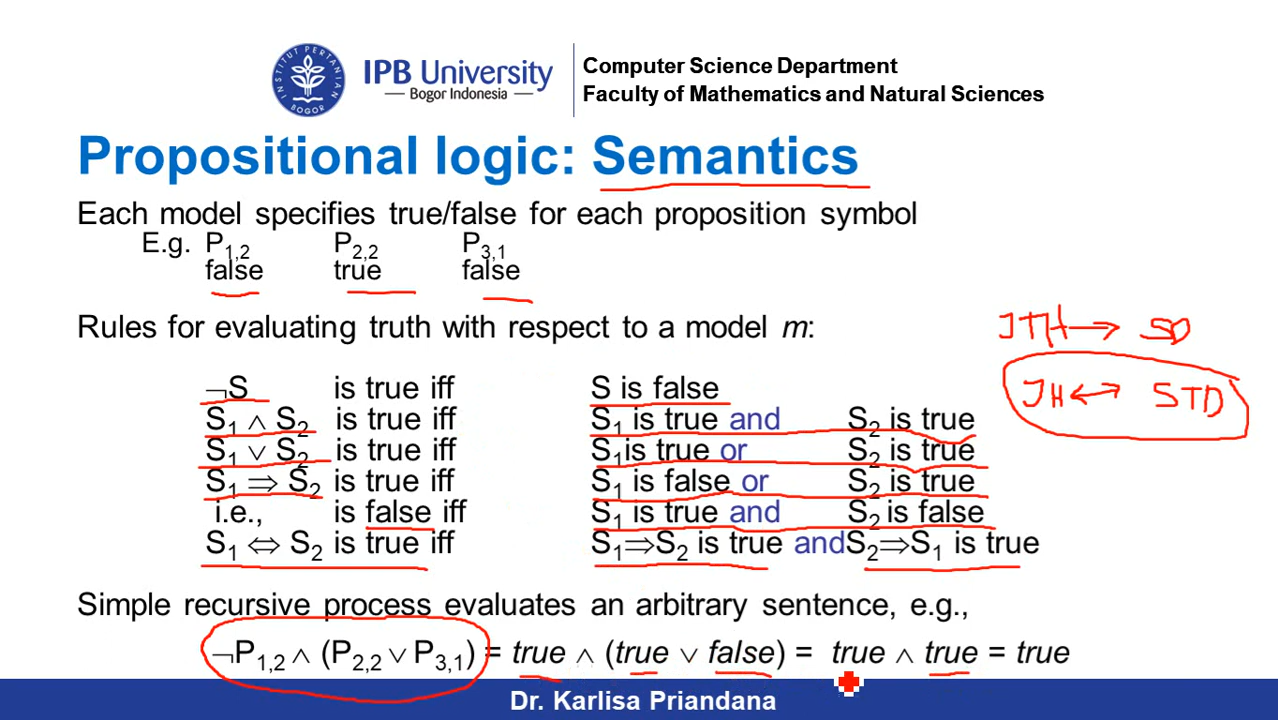 INSTITUT PERTANIAN
BOGOR
IPB University
Bogor Indonesia
Computer Science Department
Faculty of Mathematics and Natural Sciences
Propositional logic: Semantics
Each model specifies true/false for each proposition symbol
E.g. P1,2 P2,2 P3,1
false true false
Rules for evaluating truth with respect to a model m:
JTH → SD
JH ↔ STD
¬S is true iff S is false
S1 ∧ S2 is true iff S1 is true and S2 is true
S1 ∨ S2 is true iff S1is true or S2 is true
S1 ⇒ S2 is true iff S1 is false or S2 is true
i.e., is false iff S1 is true and S2 is false
S1 ⇔ S2 is true iff S1⇒S2 is true andS2⇒S1 is true
Simple recursive process evaluates an arbitrary sentence, e.g.,
¬P1,2 ∧ (P2,2 ∨ P3,1) = true ∧ (true ∨ false) = true ∧ true = true
Dr. Karlisa Priandana